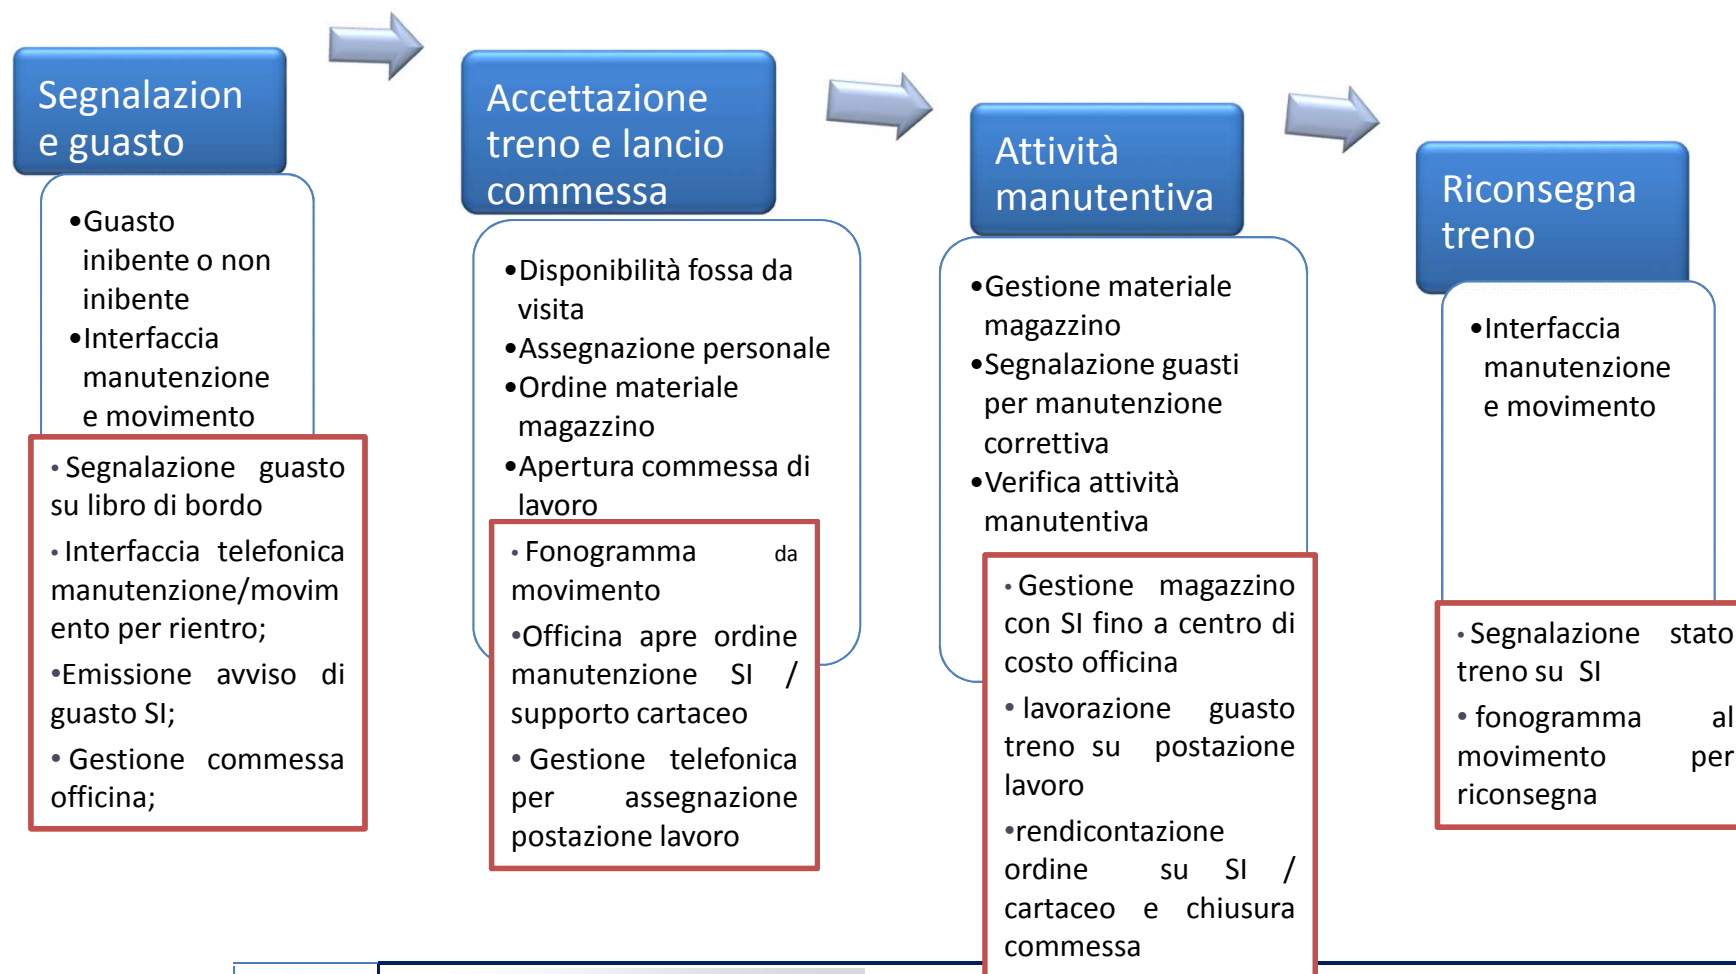 Segnalazion
e guasto
•Guasto
inibente o non
inibente
•Interfaccia
manutenzione
e movimento
• Segnalazione guasto
su libro di bordo
• Interfaccia telefonica
manutenzione/movim
ento per rientro;
•Emissione avviso di
guasto SI;
• Gestione commessa
officina;
Accettazione
treno e lancio
commessa
•Disponibilità fossa da
visita
•Assegnazione personale
•Ordine materiale
magazzino
•Apertura commessa di
lavoro
• Fonogramma da
movimento
•Officina apre ordine
manutenzione SI /
supporto cartaceo
• Gestione telefonica
per assegnazione
postazione lavoro
Attività
manutentiva
•Gestione materiale
magazzino
•Segnalazione guasti
per manutenzione
correttiva
•Verifica attività
manutentiva
• Gestione magazzino
con SI fino a centro di
costo officina
• lavorazione guasto
treno su postazione
lavoro
•rendicontazione
ordine su SI /
cartaceo e chiusura
commessa
Riconsegna
treno
•Interfaccia
manutenzione
e movimento
• Segnalazione stato
treno su SI
• fonogramma al
movimento per
riconsegna